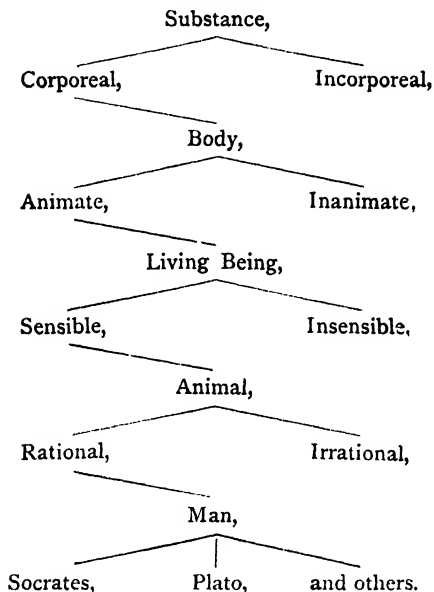 Substance,
Corporeal, Incorporeal,
Body,
Animate, Inanimate,
Living Being,
Sensible, Insensible,
Animal,
Rational, Irrational,
Man,
Socrates, Plato, and others.